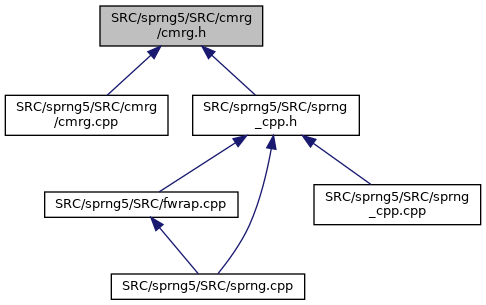 SRC/sprng5/SRC/cmrg
/cmrg.h
SRC/sprng5/SRC/cmrg
/cmrg.cpp
SRC/sprng5/SRC/sprng
_cpp.h
SRC/sprng5/SRC/fwrap.cpp
SRC/sprng5/SRC/sprng
_cpp.cpp
SRC/sprng5/SRC/sprng.cpp